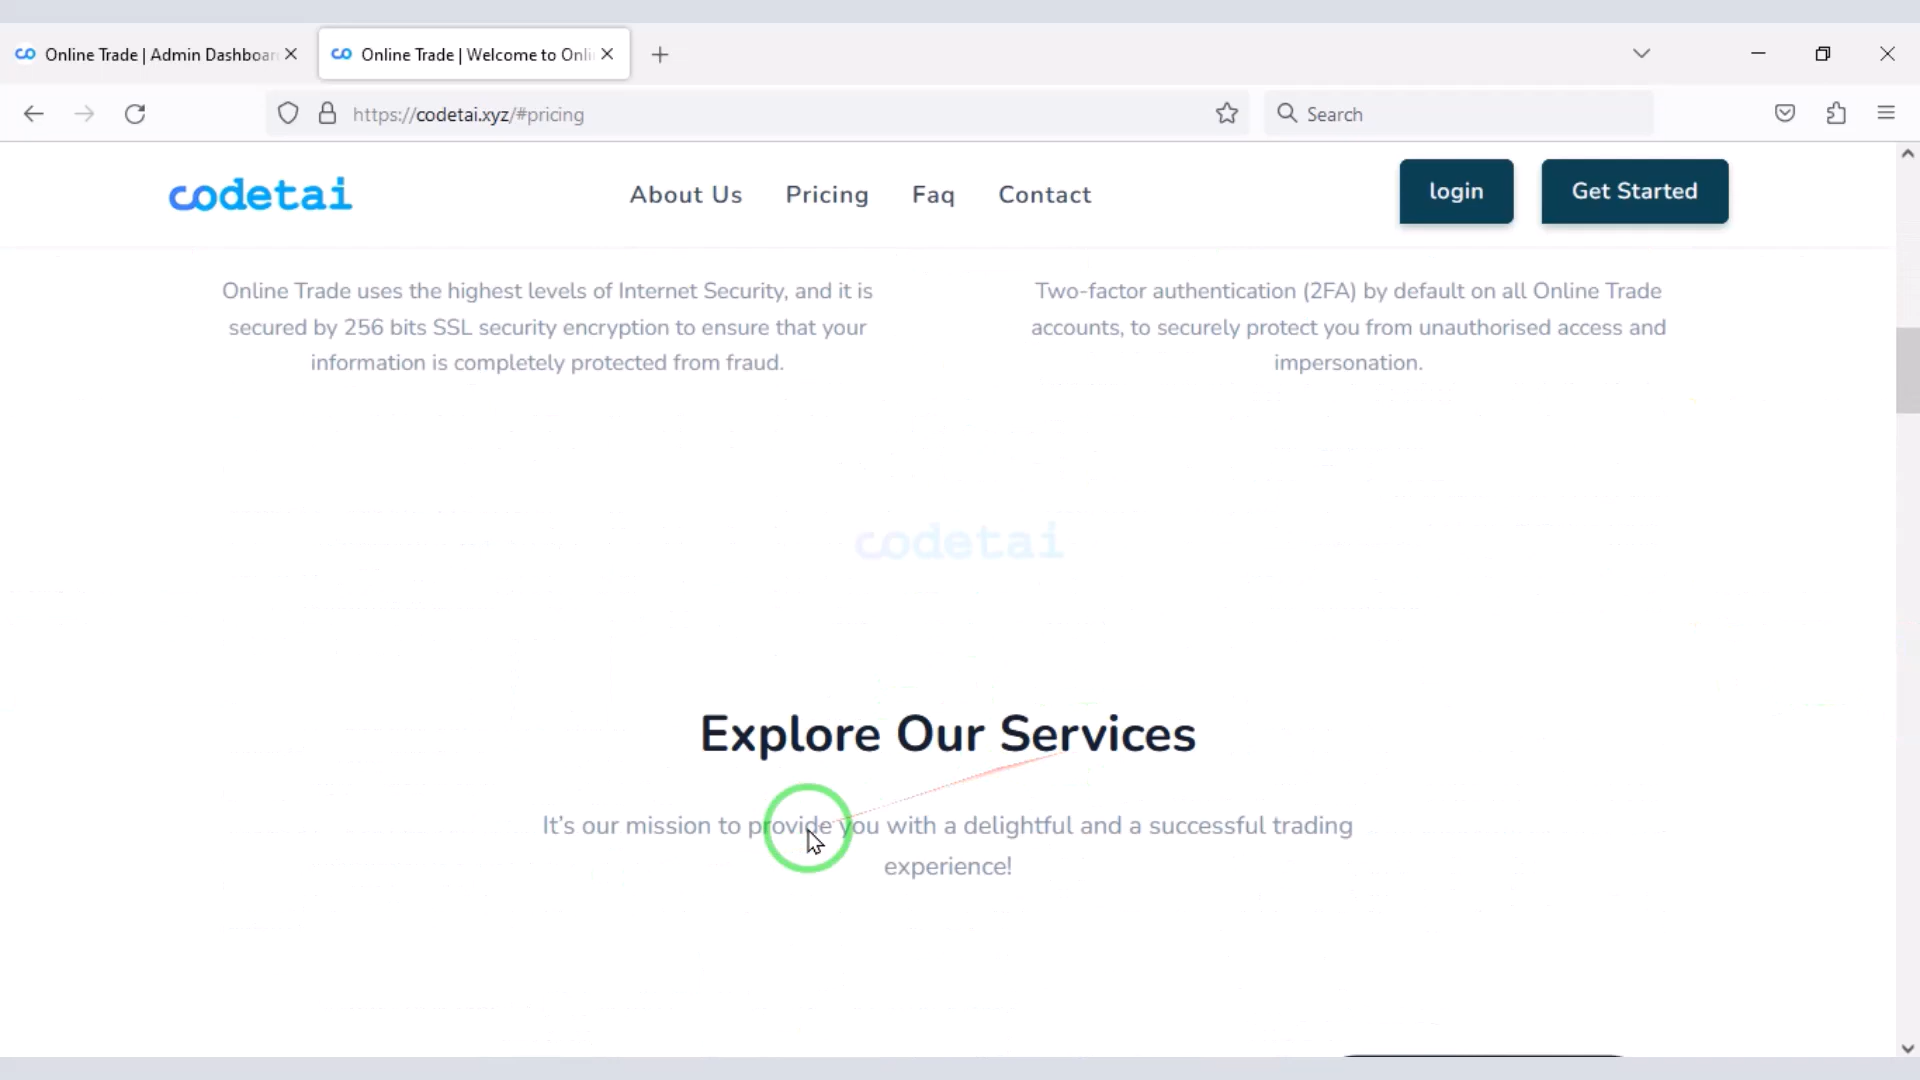 Online Trade | Admin Dashboar
Online Trade | Welcome to Onli
https://codetai.xyz/#pricing
Search
codetai
About Us
Pricing
Faq
Contact
login
Get Started
Online Trade uses the highest levels of Internet Security, and it is
secured by 256 bits SSL security encryption to ensure that your
information is completely protected from fraud.
Two-factor authentication (2FA) by default on all Online Trade
accounts, to securely protect you from unauthorised access and
impersonation.
codetai
Explore Our Services
It's our mission to provide you with a delightful and a successful trading
experience!